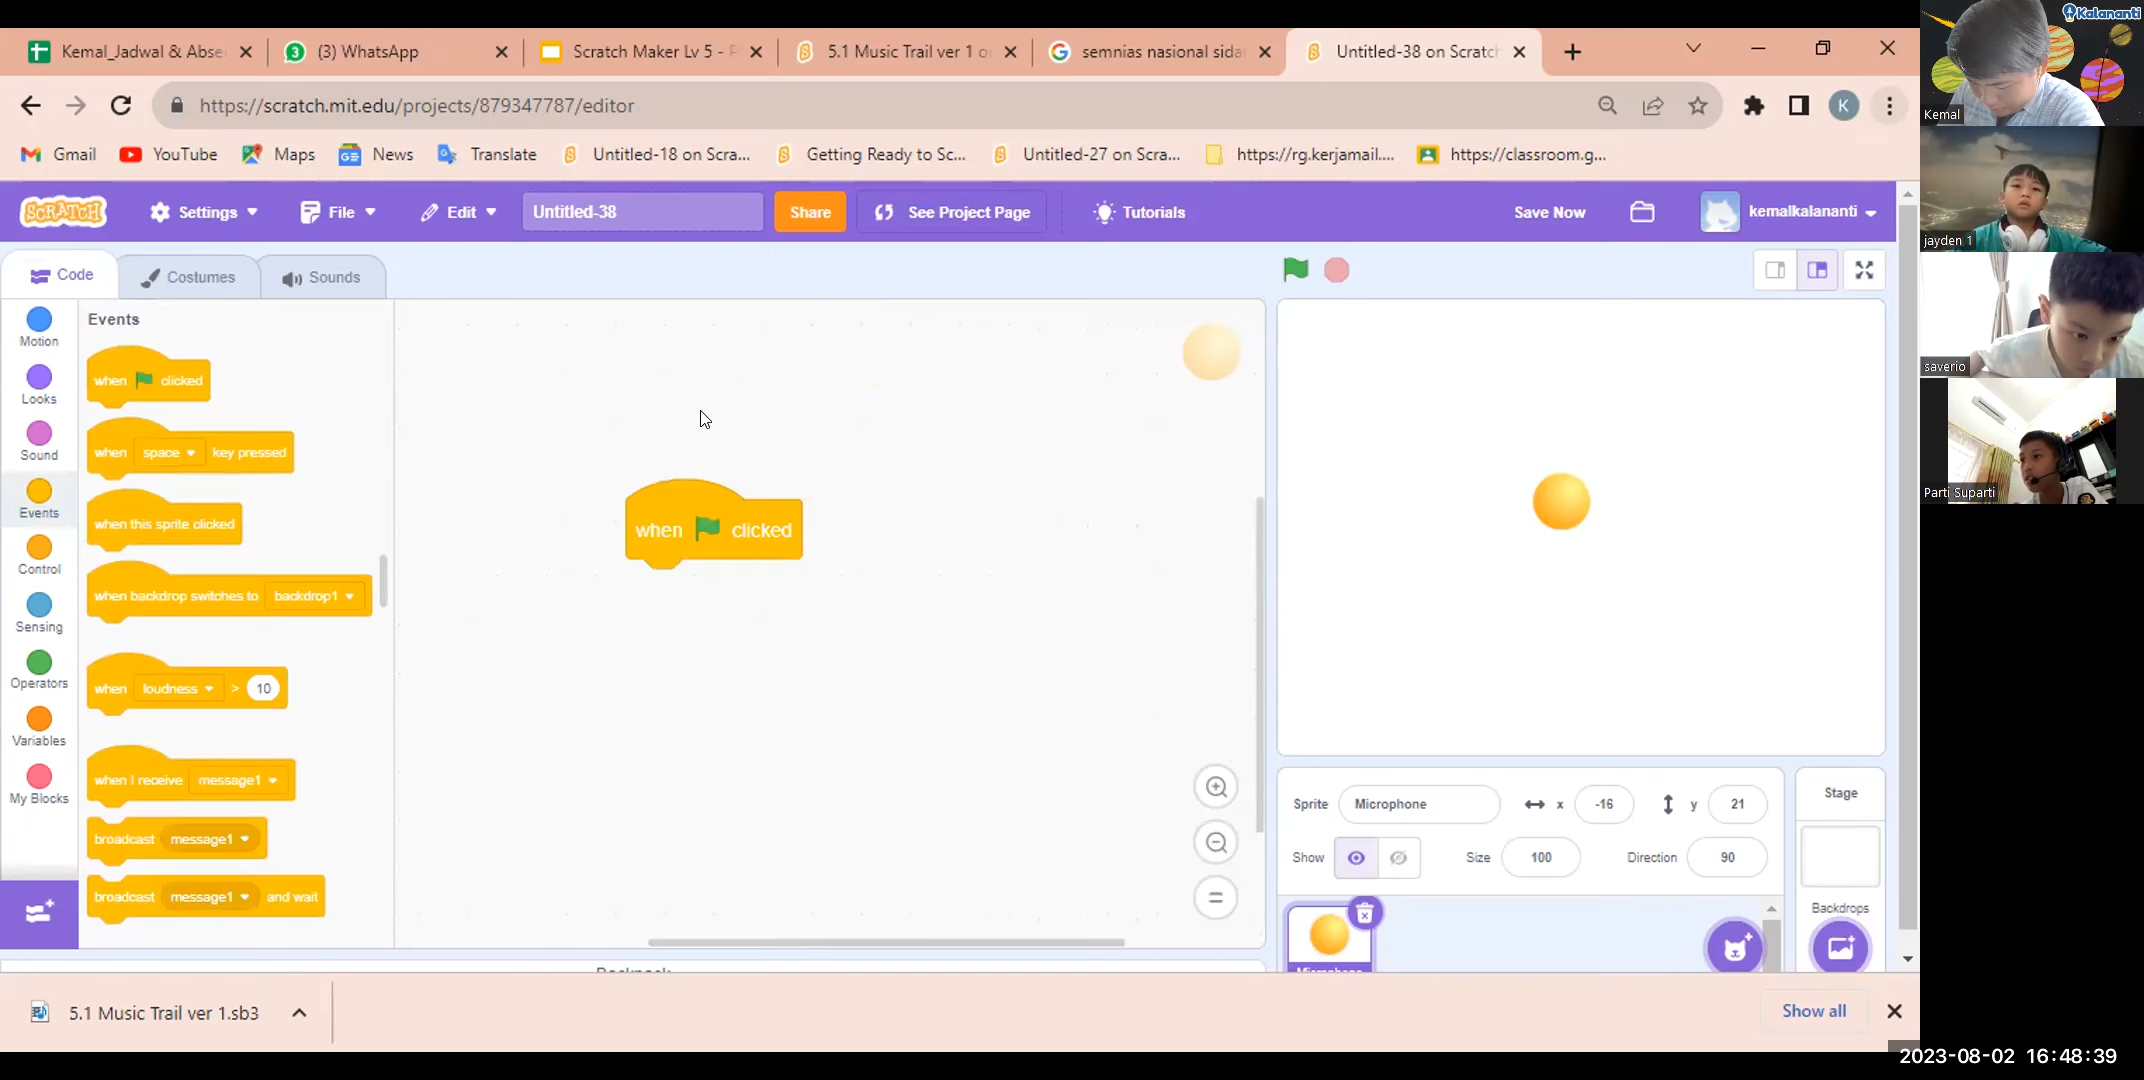 Kemal_Jadwal & Abse
(3) WhatsApp
Scratch Maker Lv 5 -
5.1 Music Trail ver 1 o
semnias nasional sida
Untitled-38 on Scratch
https://scratch.mit.edu/projects/879347787/editor
K
Gmail
YouTube
Maps
News
Translate
Untitled-18 on Scra...
Getting Ready to Sc...
Untitled-27 on Scra...
https://rg.kerjamail....
https://classroom.g...
SCRATCH
Settings
File
Edit
Untitled-38
Share
See Project Page
Tutorials
Save Now
kemalkalananti
Code
Costumes
Sounds
Motion
Looks
Sound
Events
Control
Sensing
Operators
Variables
My Blocks
Events
when clicked
when space key pressed
when this sprite clicked
when backdrop switches to backdrop1
when loudness > 10
when I receive message1
broadcast message1
broadcast message1 and wait
when clicked
Backpack
Sprite Microphone x -16 y 21
Show Size 100 Direction 90
Microphone
Stage
Backdrops
5.1 Music Trail ver 1.sb3
Show all
Kalananti
Kemal
jayden 1
saverio
Parti Suparti
2023-08-02 16:48:39